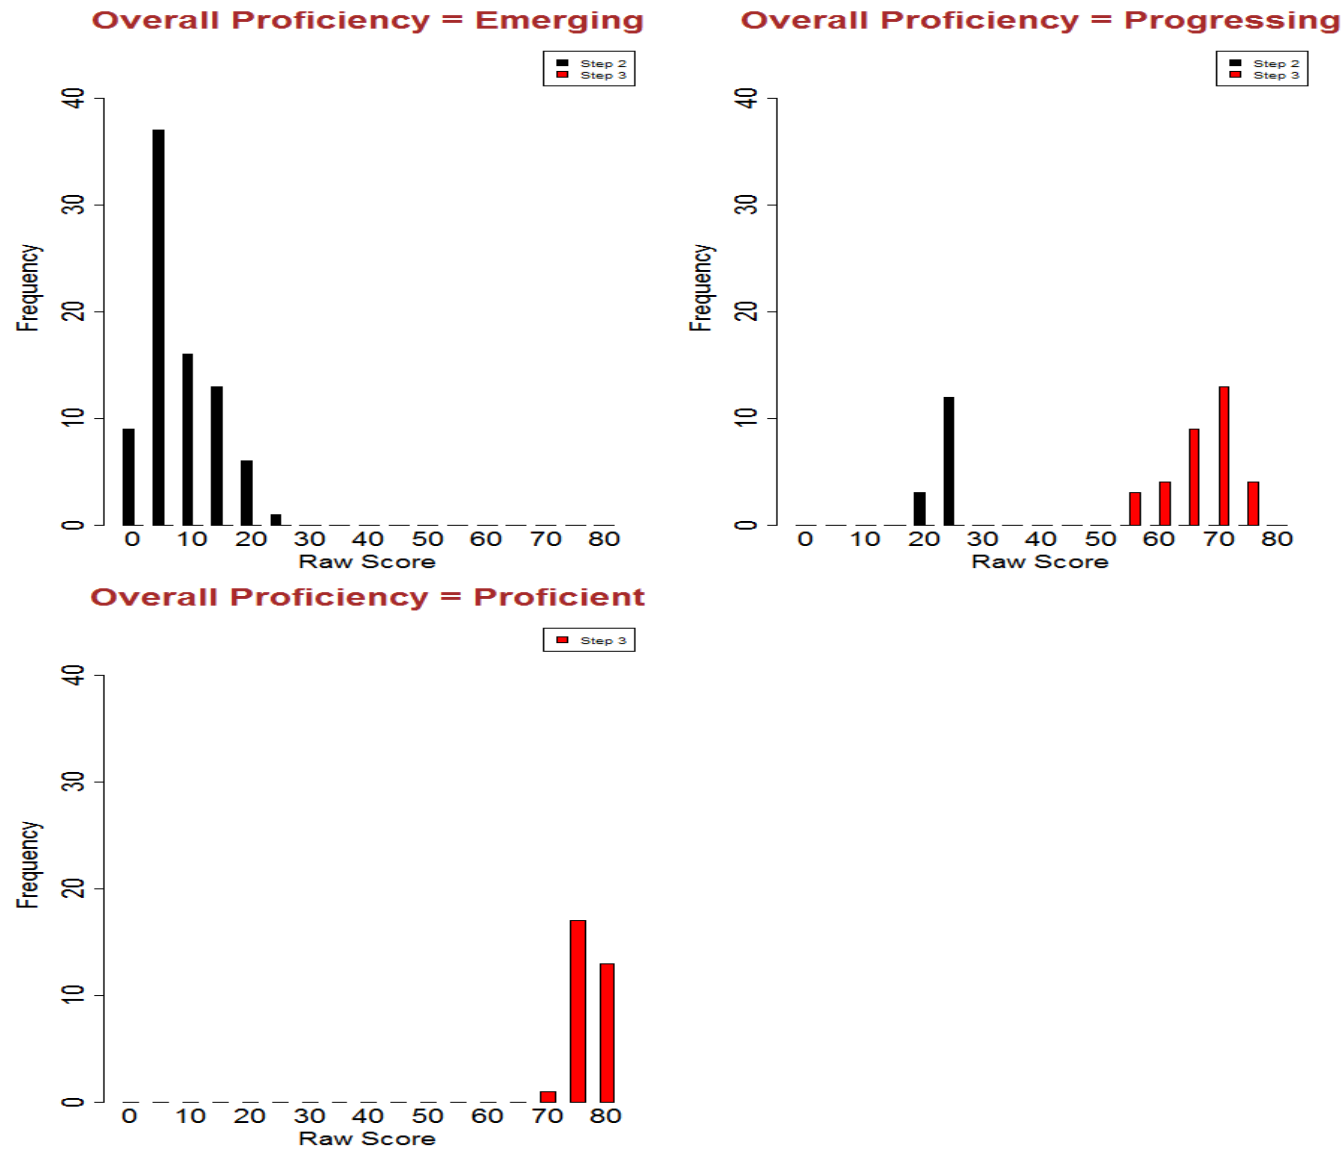 Overall Proficiency = Emerging
Step 2
Step 3
40
30
20
10
0
Frequency
0 10 20 30 40 50 60 70 80
Raw Score
Overall Proficiency = Progressing
Step 2
Step 3
40
30
20
10
0
Frequency
0 10 20 30 40 50 60 70 80
Raw Score
Overall Proficiency = Proficient
Step 3
40
30
20
10
0
Frequency
0 10 20 30 40 50 60 70 80
Raw Score